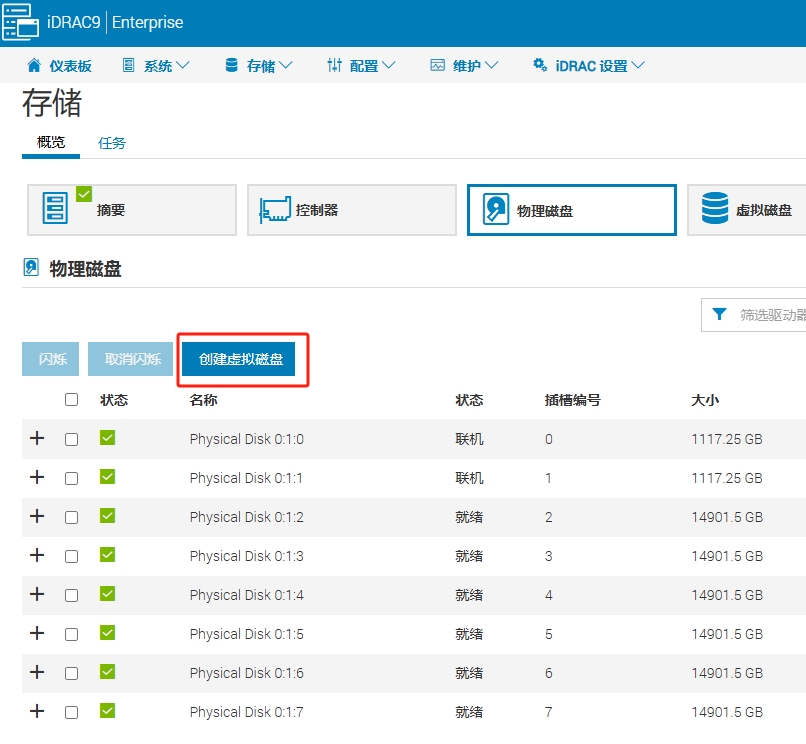 iDRAC9 | Enterprise
仪表板 系统 存储 配置 维护 iDRAC 设置
存储
概览 任务
摘要 控制器 物理磁盘 虚拟磁盘
物理磁盘
筛选驱动器
闪烁 取消闪烁 创建虚拟磁盘
状态 名称 状态 插槽编号 大小
+ Physical Disk 0:1:0 联机 0 1117.25 GB
+ Physical Disk 0:1:1 联机 1 1117.25 GB
+ Physical Disk 0:1:2 就绪 2 14901.5 GB
+ Physical Disk 0:1:3 就绪 3 14901.5 GB
+ Physical Disk 0:1:4 就绪 4 14901.5 GB
+ Physical Disk 0:1:5 就绪 5 14901.5 GB
+ Physical Disk 0:1:6 就绪 6 14901.5 GB
+ Physical Disk 0:1:7 就绪 7 14901.5 GB